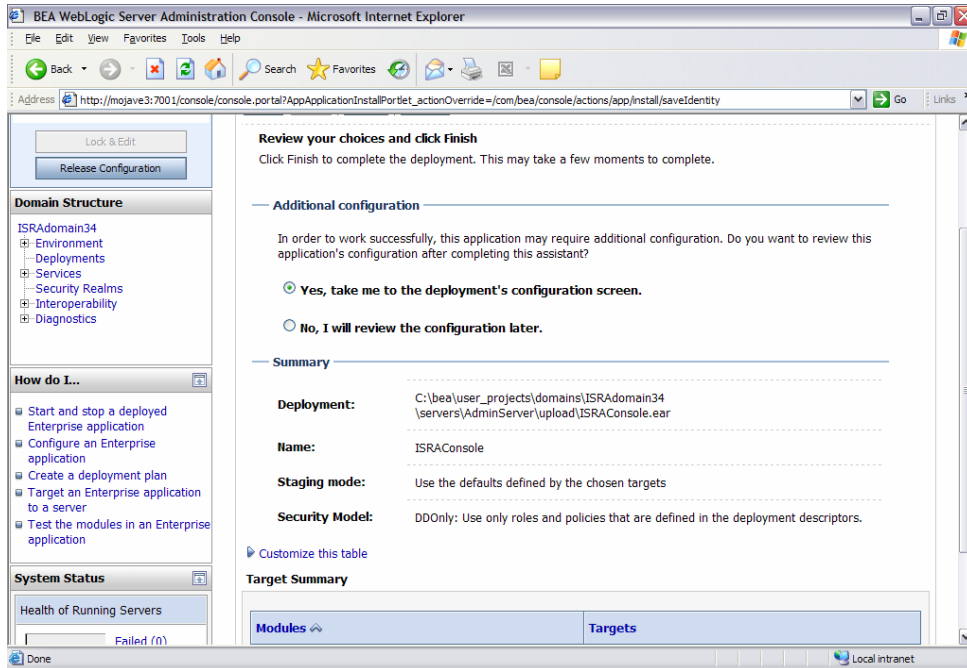 BEA WebLogic Server Administration Console - Microsoft Internet Explorer
File Edit View Favorites Tools Help
Back Search Favorites
Address http://mojave3:7001/console/console.portal?AppApplicationInstallPortlet_actionOverride=/com/bea/console/actions/app/install/saveIdentity Go Links
Lock & Edit
Release Configuration
Domain Structure
ISRAdomain34
Environment
Deployments
Services
Security Realms
Interoperability
Diagnostics
How do I...
Start and stop a deployed
Enterprise application
Configure an Enterprise
application
Create a deployment plan
Target an Enterprise application
to a server
Test the modules in an Enterprise
application
System Status
Health of Running Servers
Failed (0)
Review your choices and click Finish
Click Finish to complete the deployment. This may take a few moments to complete.
Additional configuration
In order to work successfully, this application may require additional configuration. Do you want to review this
application's configuration after completing this assistant?
Yes, take me to the deployment's configuration screen.
No, I will review the configuration later.
Summary
Deployment: C:\bea\user_projects\domains\ISRAdomain34
\servers\AdminServer\upload\ISRAConsole.ear
Name: ISRAConsole
Staging mode: Use the defaults defined by the chosen targets
Security Model: DDOnly: Use only roles and policies that are defined in the deployment descriptors.
Customize this table
Target Summary
Modules Targets
Done Local intranet